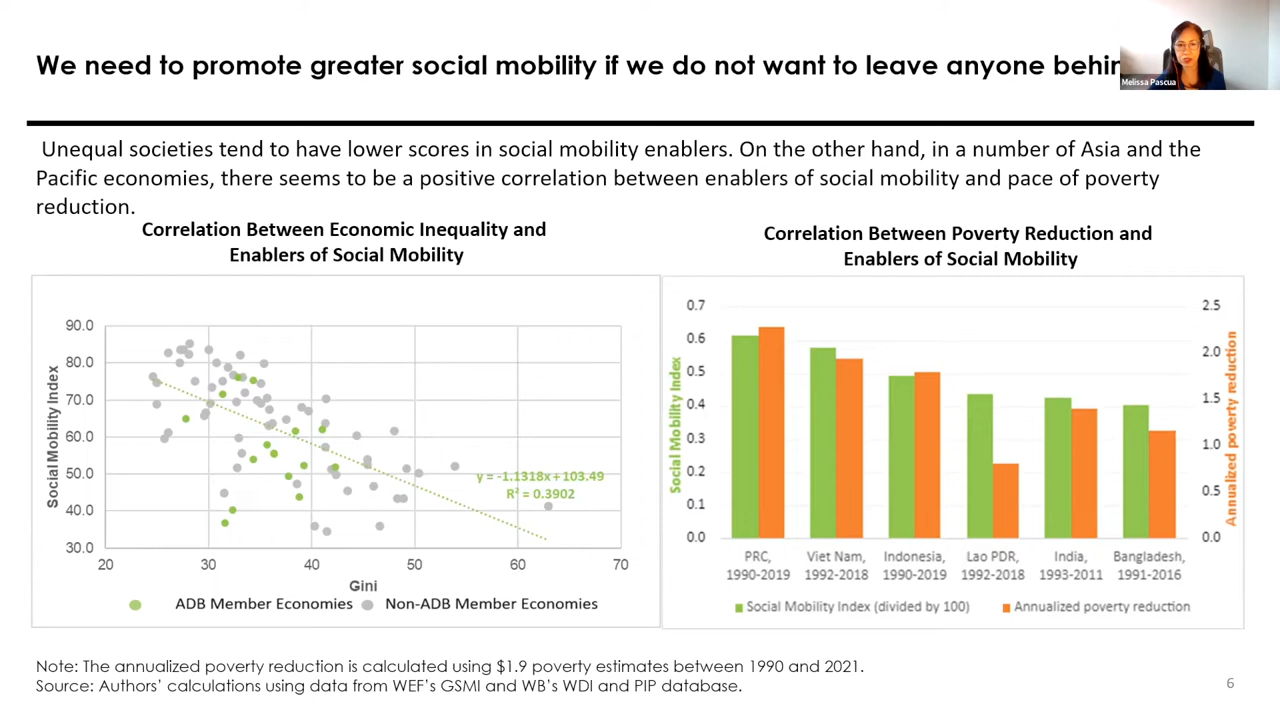 We need to promote greater social mobility if we do not want to leave anyone behin
Melissa Pascua
Unequal societies tend to have lower scores in social mobility enablers. On the other hand, in a number of Asia and the
Pacific economies, there seems to be a positive correlation between enablers of social mobility and pace of poverty
reduction.
Correlation Between Economic Inequality and
Enablers of Social Mobility
90.0
80.0
70.0
60.0
50.0
40.0
30.0
Social Mobility Index
y = -1.1318x+103.49
R² = 0.3902
20 30 40 50 60 70
Gini
ADB Member Economies Non-ADB Member Economies
Correlation Between Poverty Reduction and
Enablers of Social Mobility
0.7
0.6
0.5
0.4
0.3
0.2
0.1
0.0
Social Mobility Index
2.5
2.0
1.5
1.0
0.5
0.0
Annualized poverty reduction
PRC, Viet Nam, Indonesia, Lao PDR, India, Bangladesh,
1990-2019 1992-2018 1990-2019 1992-2018 1993-2011 1991-2016
Social Mobility Index (divided by 100) Annualized poverty reduction
Note: The annualized poverty reduction is calculated using $1.9 poverty estimates between 1990 and 2021.
Source: Authors' calculations using data from WEF's GSMI and WB's WDI and PIP database.
6